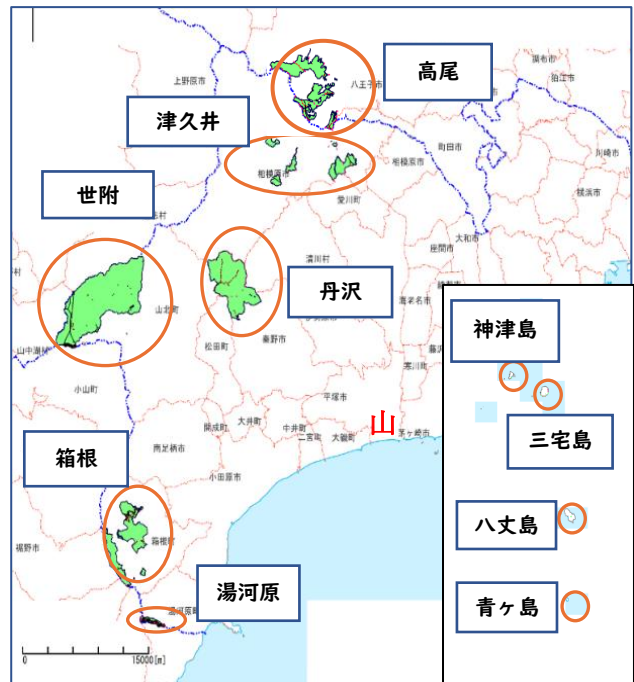 高尾
津久井
世附
丹沢
箱根
湯河原
神津島
三宅島
八丈島
青ヶ島
山
上野原市
八王子市
調布市
狛江市
町田市
川崎市
相模原市
相模原市
横浜市
愛川町
大和市
座間市
清川村
海老名市
山北町
秦野市
松田町
山中湖村
小山町
寒川町
平塚市
開成町
大井町
中井町
二宮町
大磯町
茅ヶ崎市
南足柄市
小田原市
裾野市
箱根町
湯河原町
0
15000[m]